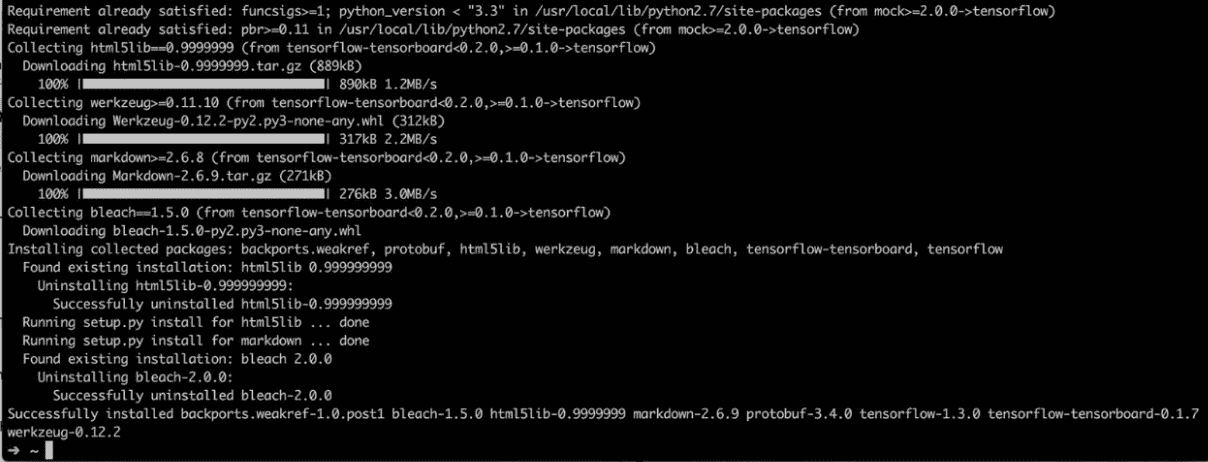 Requirement already satisfied: funcsigs>=1; python_version < "3.3" in /usr/local/lib/python2.7/site-packages (from mock>=2.0.0->tensorflow)
Requirement already satisfied: pbr>=0.11 in /usr/local/lib/python2.7/site-packages (from mock>=2.0.0->tensorflow)
Collecting html5lib==0.9999999 (from tensorflow-tensorboard<0.2.0,>=0.1.0->tensorflow)
Downloading html5lib-0.9999999.tar.gz (889kB)
100% || 890kB 1.2MB/s
Collecting werkzeug>=0.11.10 (from tensorflow-tensorboard<0.2.0,>=0.1.0->tensorflow)
Downloading Werkzeug-0.12.2-py2.py3-none-any.whl (312kB)
100% || 317kB 2.2MB/s
Collecting markdown>=2.6.8 (from tensorflow-tensorboard<0.2.0,>=0.1.0->tensorflow)
Downloading Markdown-2.6.9.tar.gz (271kB)
100% || 276kB 3.0MB/s
Collecting bleach==1.5.0 (from tensorflow-tensorboard<0.2.0,>=0.1.0->tensorflow)
Downloading bleach-1.5.0-py2.py3-none-any.whl
Installing collected packages: backports.weakref, protobuf, html5lib, werkzeug, markdown, bleach, tensorflow-tensorboard, tensorflow
Found existing installation: html5lib 0.999999999
Uninstalling html5lib-0.999999999:
Successfully uninstalled html5lib-0.999999999
Running setup.py install for html5lib ... done
Running setup.py install for markdown ... done
Found existing installation: bleach 2.0.0
Uninstalling bleach-2.0.0:
Successfully uninstalled bleach-2.0.0
Successfully installed backports.weakref-1.0.post1 bleach-1.5.0 html5lib-0.9999999 markdown-2.6.9 protobuf-3.4.0 tensorflow-1.3.0 tensorflow-tensorboard-0.1.7
werkzeug-0.12.2
➜ ~